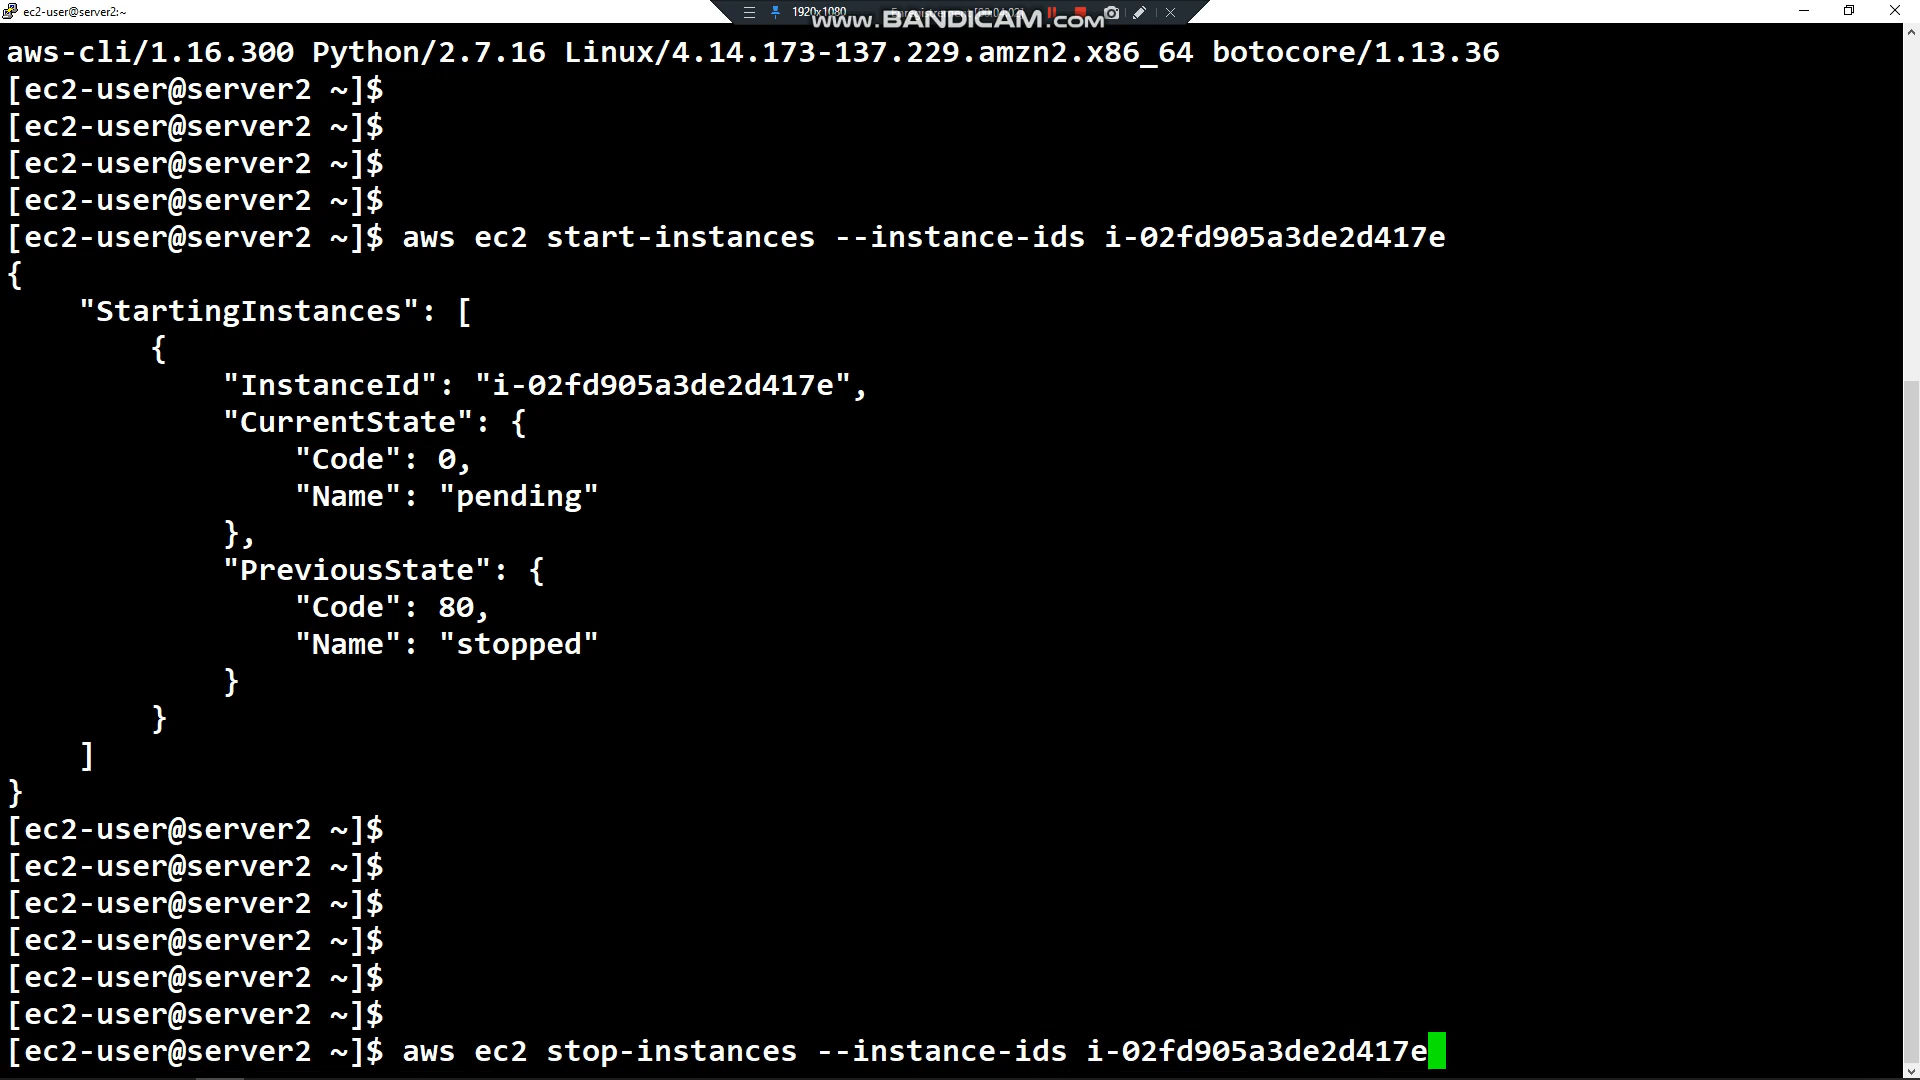 ec2-user@server2:~
1920x1080
www.BANDICAM.com
aws-cli/1.16.300 Python/2.7.16 Linux/4.14.173-137.229.amzn2.x86_64 botocore/1.13.36
[ec2-user@server2 ~]$
[ec2-user@server2 ~]$
[ec2-user@server2 ~]$
[ec2-user@server2 ~]$
[ec2-user@server2 ~]$ aws ec2 start-instances --instance-ids i-02fd905a3de2d417e
{
    "StartingInstances": [
        {
            "InstanceId": "i-02fd905a3de2d417e",
            "CurrentState": {
                "Code": 0,
                "Name": "pending"
            },
            "PreviousState": {
                "Code": 80,
                "Name": "stopped"
            }
        }
    ]
}
[ec2-user@server2 ~]$
[ec2-user@server2 ~]$
[ec2-user@server2 ~]$
[ec2-user@server2 ~]$
[ec2-user@server2 ~]$
[ec2-user@server2 ~]$
[ec2-user@server2 ~]$ aws ec2 stop-instances --instance-ids i-02fd905a3de2d417e